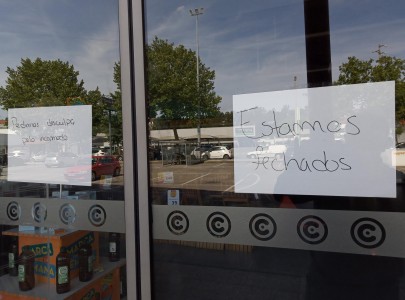 Pedimos desculpa
pelo incómodo
Estamos
fechados